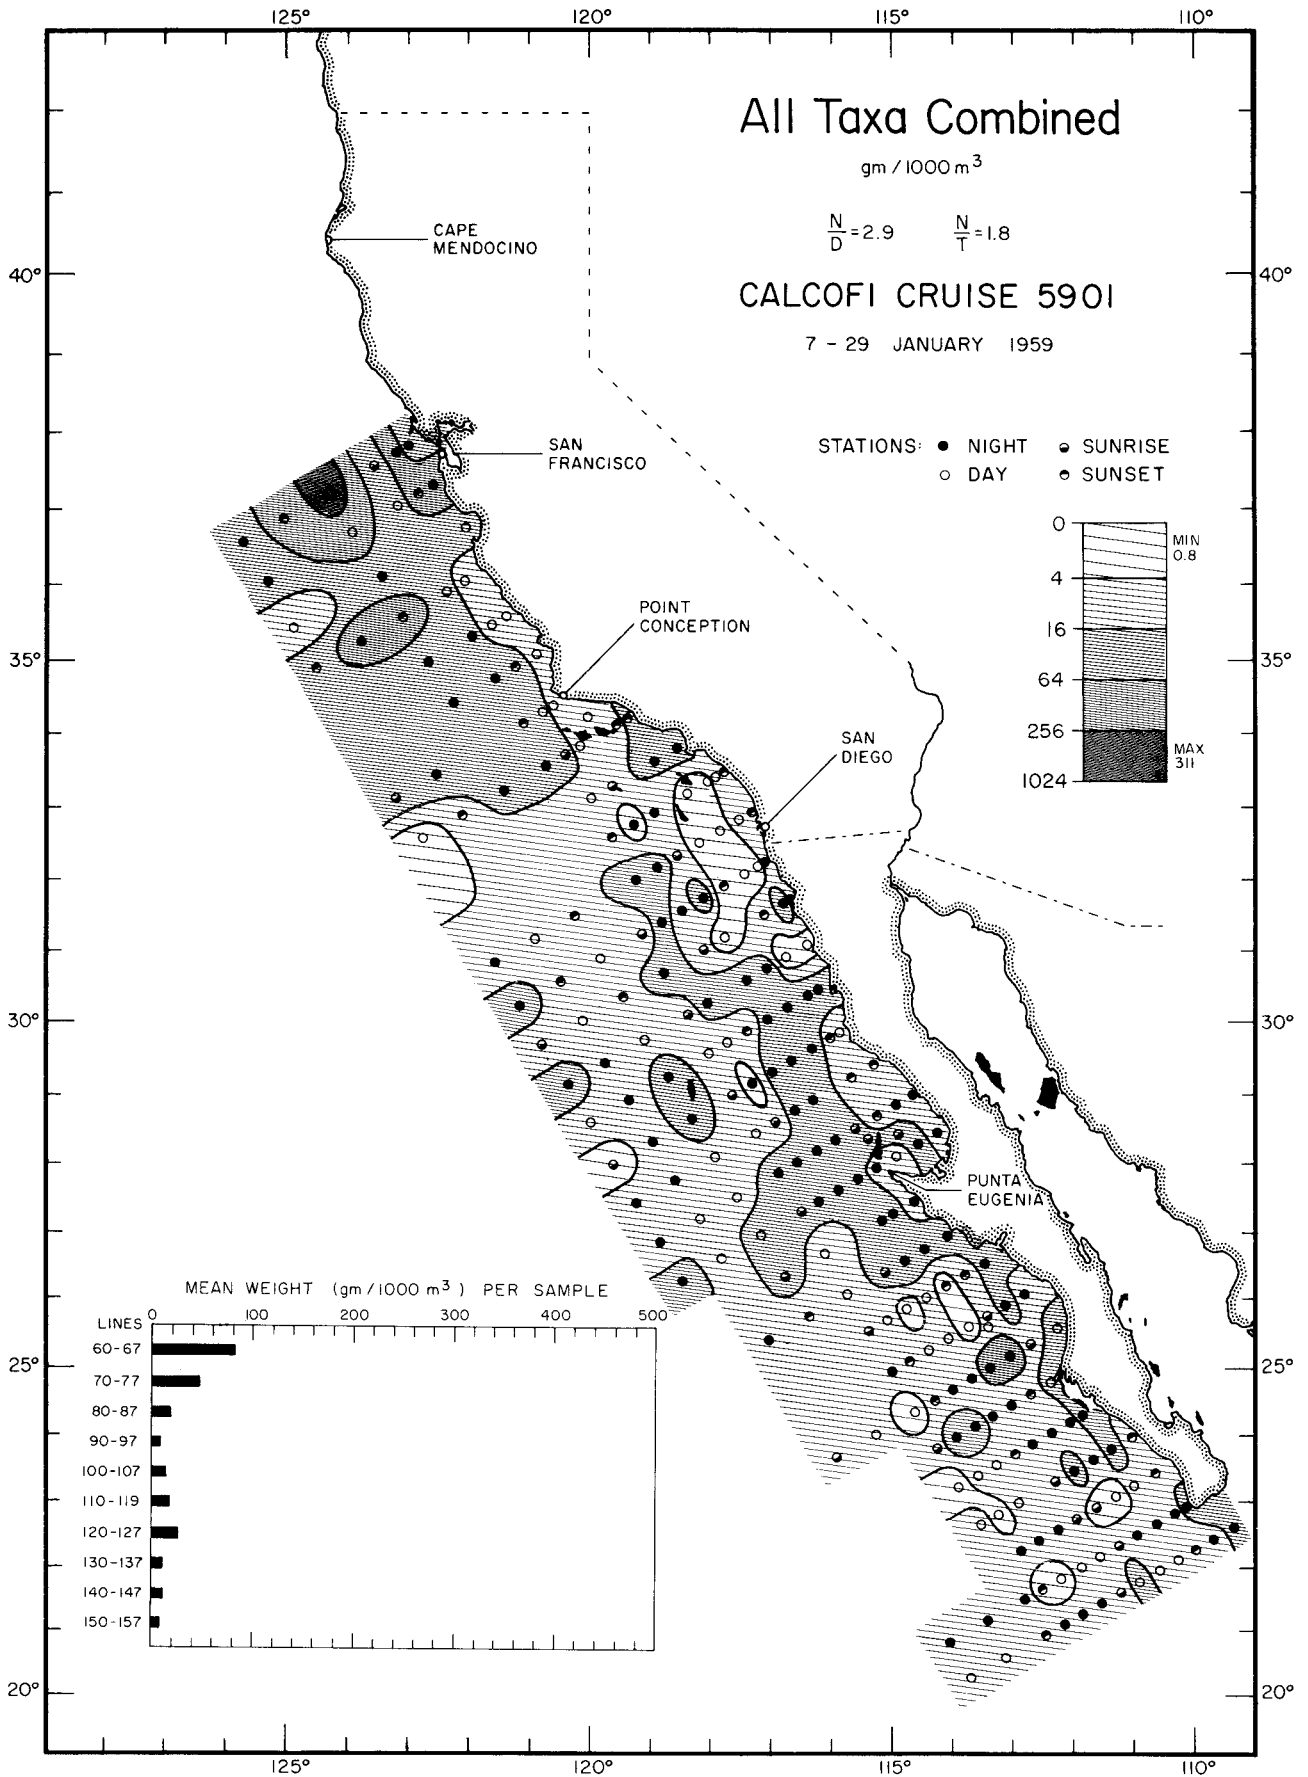 125°
120°
115°
110°
All Taxa Combined
gm / 1000 m³
N/D = 2.9 N/T = 1.8
CALCOFI CRUISE 5901
7 - 29 JANUARY 1959
CAPE
MENDOCINO
40°
40°
STATIONS: ● NIGHT SUNRISE
○ DAY SUNSET
SAN
FRANCISCO
0
MIN
0.8
4
16
64
256
MAX
311
1024
POINT
CONCEPTION
35°
35°
SAN
DIEGO
30°
30°
PUNTA
EUGENIA
MEAN WEIGHT (gm/1000 m³) PER SAMPLE
0 100 200 300 400 500
LINES
60-67
70-77
80-87
90-97
100-107
110-119
120-127
130-137
140-147
150-157
25°
25°
20°
20°
125°
120°
115°
110°